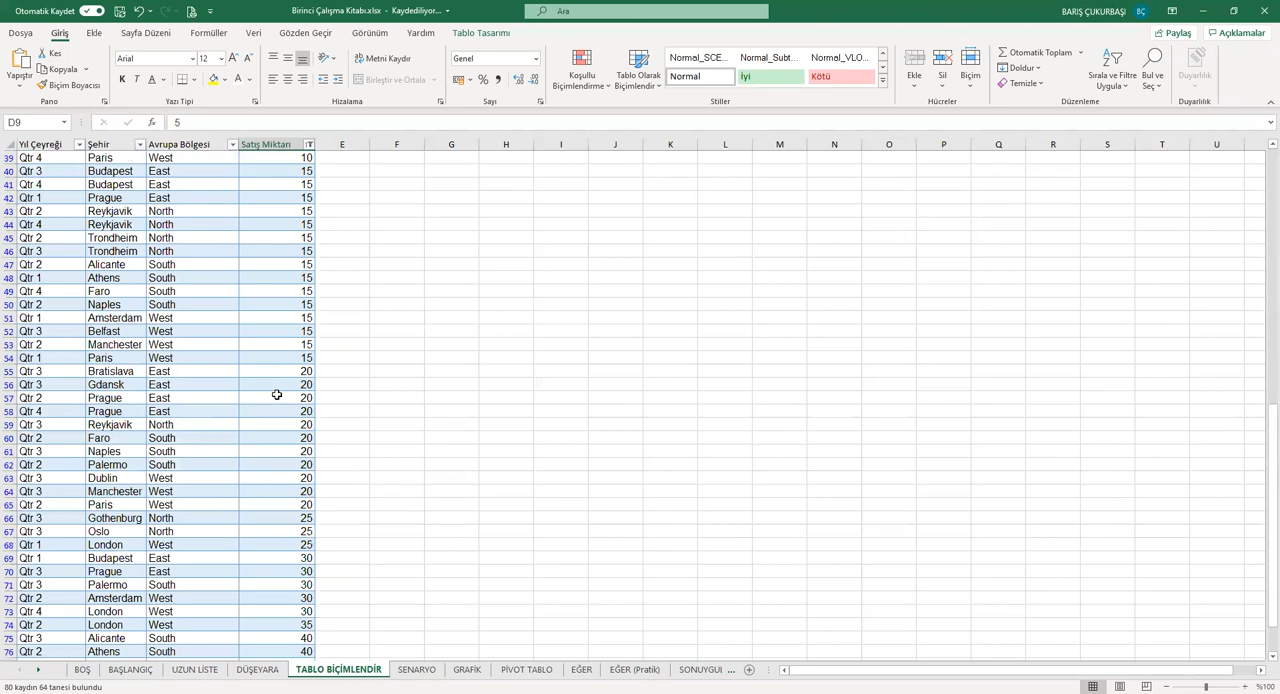 Otomatik Kaydet
Birinci Çalışma Kitabı.xlsx - Kaydediliyor...
Ara
BARIŞ ÇUKURBAŞI
BÇ
Dosya Giriş Ekle Sayfa Düzeni Formüller Veri Gözden Geçir Görünüm Yardım Tablo Tasarımı
Paylaş
Açıklamalar
Yapıştır
Kes
Kopyala
Biçim Boyacısı
Arial 12
K T A
Metni Kaydır
Birleştir ve Ortala
Genel
Koşullu Biçimlendirme
Tablo Olarak Biçimlendir
Normal_SCE... Normal_Subt... Normal_VLO...
Normal İyi Kötü
Ekle Sil Biçim
Otomatik Toplam
Doldur
Temizle
Sırala ve Filtre Uygula
Bul ve Seç
Duyarlılık
Pano Yazı Tipi Hizalama Sayı Stiller Hücreler Düzenleme Duyarlılık
D9 fx 5
Yıl Çeyreği Şehir Avrupa Bölgesi Satış Miktarı E F G H I J K L M N O P Q R S T U
39 Qtr 4 Paris West 10
40 Qtr 3 Budapest East 15
41 Qtr 4 Budapest East 15
42 Qtr 1 Prague East 15
43 Qtr 2 Reykjavik North 15
44 Qtr 4 Reykjavik North 15
45 Qtr 2 Trondheim North 15
46 Qtr 3 Trondheim North 15
47 Qtr 2 Alicante South 15
48 Qtr 1 Athens South 15
49 Qtr 4 Faro South 15
50 Qtr 2 Naples South 15
51 Qtr 1 Amsterdam West 15
52 Qtr 3 Belfast West 15
53 Qtr 2 Manchester West 15
54 Qtr 1 Paris West 15
55 Qtr 3 Bratislava East 20
56 Qtr 3 Gdansk East 20
57 Qtr 2 Prague East 20
58 Qtr 4 Prague East 20
59 Qtr 3 Reykjavik North 20
60 Qtr 2 Faro South 20
61 Qtr 3 Naples South 20
62 Qtr 2 Palermo South 20
63 Qtr 3 Dublin West 20
64 Qtr 3 Manchester West 20
65 Qtr 2 Paris West 20
66 Qtr 3 Gothenburg North 25
67 Qtr 3 Oslo North 25
68 Qtr 1 London West 25
69 Qtr 1 Budapest East 30
70 Qtr 3 Prague East 30
71 Qtr 3 Palermo South 30
72 Qtr 2 Amsterdam West 30
73 Qtr 4 London West 30
74 Qtr 2 London West 35
75 Qtr 3 Alicante South 40
76 Qtr 2 Athens South 40
BOŞ BAŞLANGIÇ UZUN LİSTE DÜŞEYARA TABLO BİÇİMLENDİR SENARYO GRAFİK PİVOT TABLO EĞER EĞER (Pratik) SONUYGUI ...
80 kaydın 64 tanesi bulundu
%100